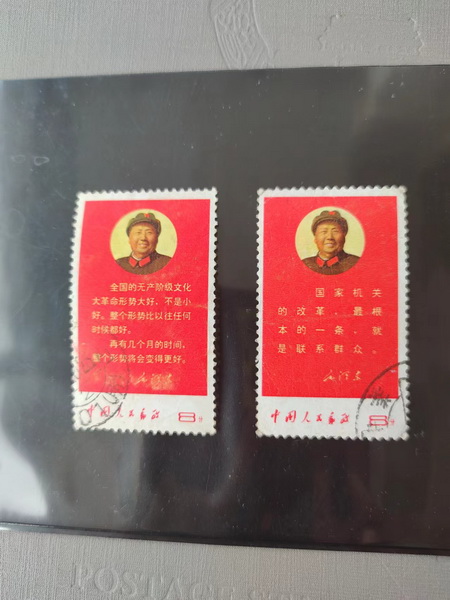 全国的无产阶级文化
大革命形势大好，不是小
好。整个形势比以往任何
时候都好。
再有几个月的时间，
整个形势将会变得更好。
中国人民邮政 8分
国家机关
的改革，最根
本的一条，就
是联系群众。
毛泽东
中国人民邮政 8分
POSTAGE